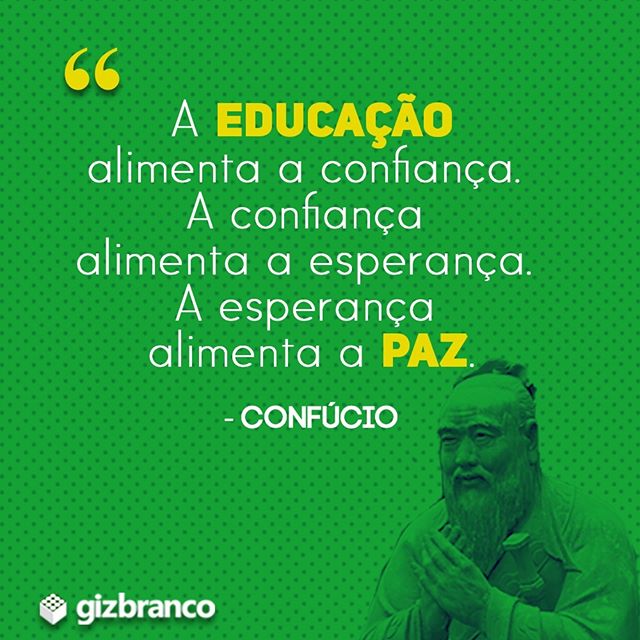 “
A EDUCAÇÃO
alimenta a confiança.
A confiança
alimenta a esperança.
A esperança
alimenta a PAZ.
- CONFÚCIO
gizbranco